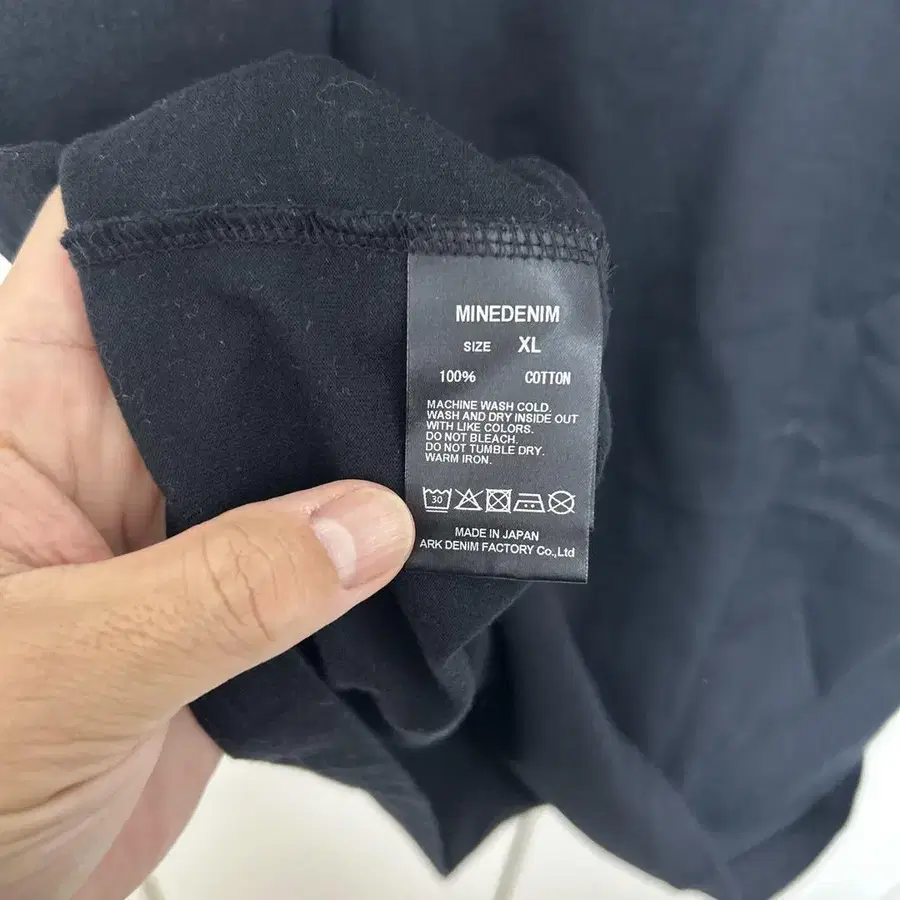 MINEDENIM
SIZE XL
100% COTTON
MACHINE WASH COLD.
WASH AND DRY INSIDE OUT
WITH LIKE COLORS.
DO NOT BLEACH.
DO NOT TUMBLE DRY.
WARM IRON.
30
MADE IN JAPAN
ARK DENIM FACTORY Co.,Ltd